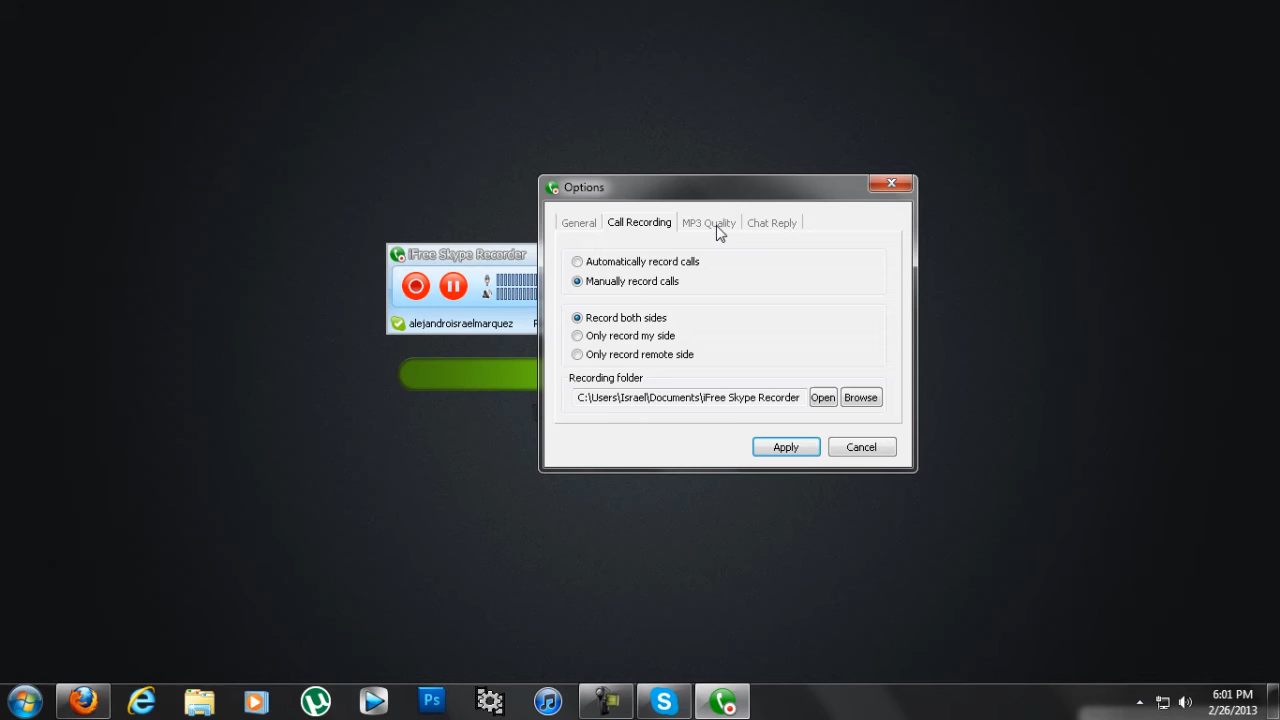 Options
General Call Recording MP3 Quality Chat Reply
iFree Skype Recorder
Automatically record calls
Manually record calls
alejandroisraelmarquez
Record both sides
Only record my side
Only record remote side
Recording folder
C:\Users\Israel\Documents\iFree Skype Recorder Open Browse
Apply Cancel
Ps
6:01 PM
2/26/2013